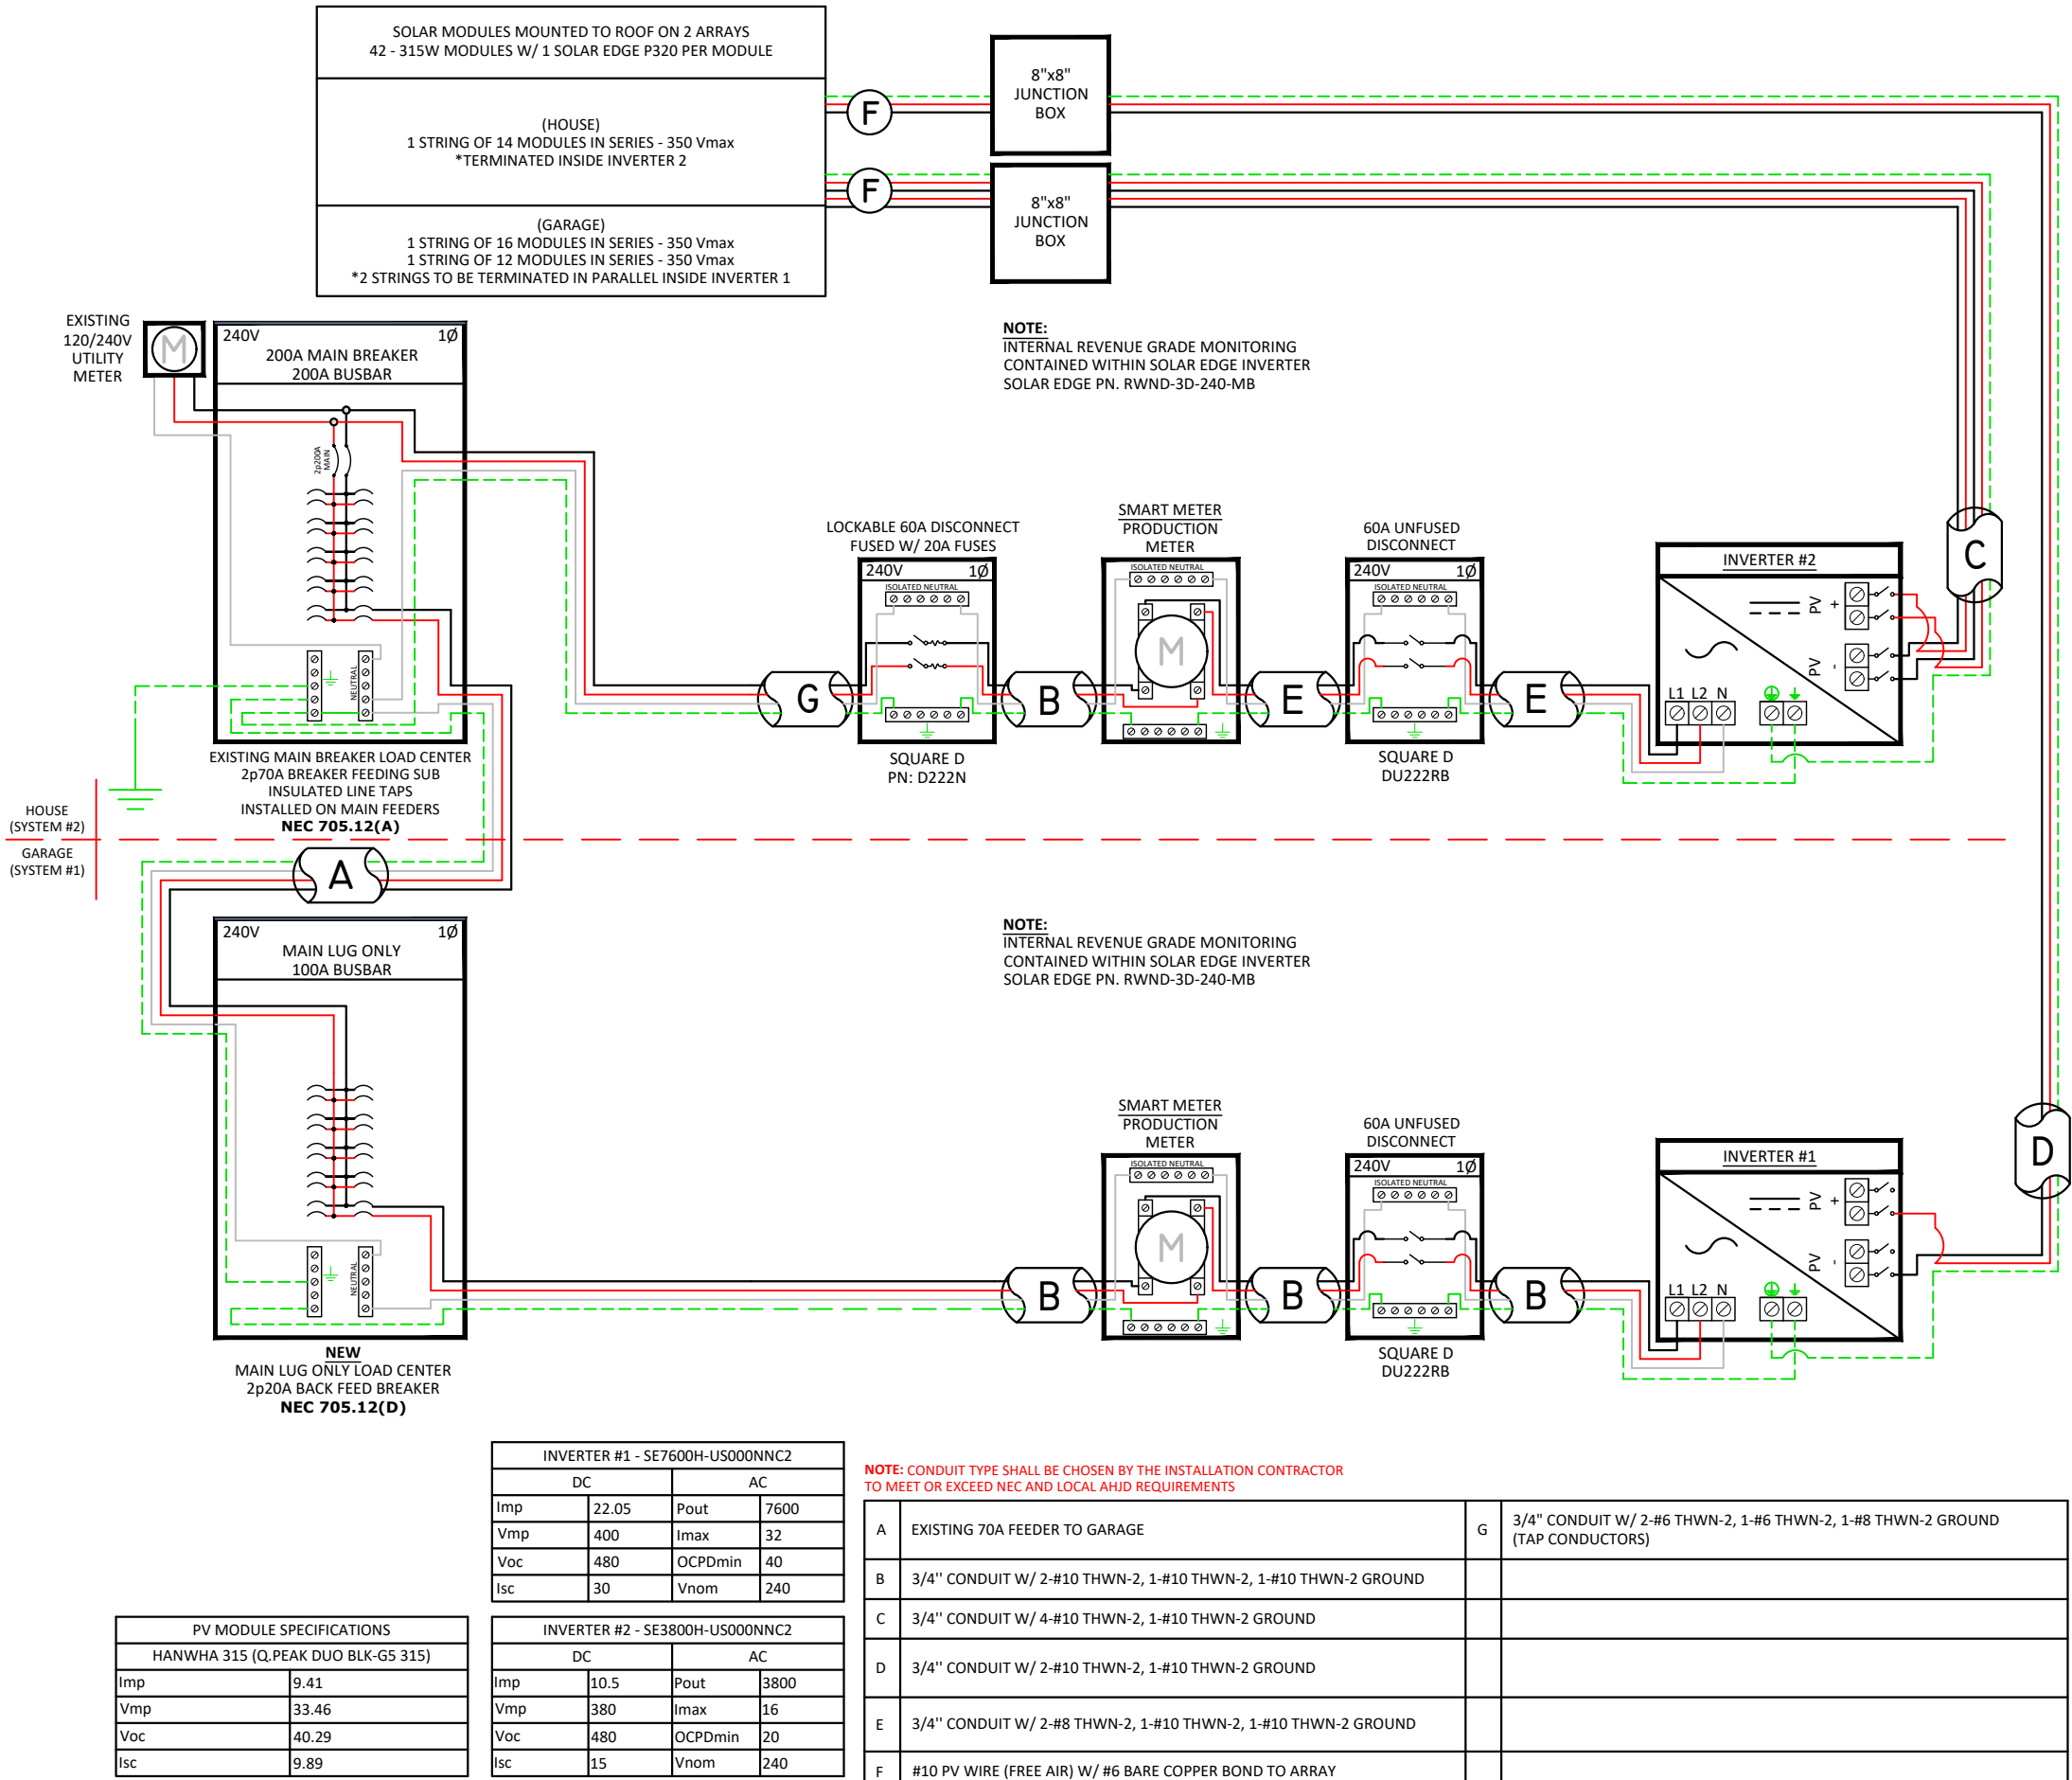 SOLAR MODULES MOUNTED TO ROOF ON 2 ARRAYS
42 - 315W MODULES W/ 1 SOLAR EDGE P320 PER MODULE
(HOUSE)
1 STRING OF 14 MODULES IN SERIES - 350 Vmax
*TERMINATED INSIDE INVERTER 2
(GARAGE)
1 STRING OF 16 MODULES IN SERIES - 350 Vmax
1 STRING OF 12 MODULES IN SERIES - 350 Vmax
*2 STRINGS TO BE TERMINATED IN PARALLEL INSIDE INVERTER 1
F
F
8"x8"
JUNCTION
BOX
8"x8"
JUNCTION
BOX
EXISTING
120/240V
UTILITY
METER
M
240V 1Ø
200A MAIN BREAKER
200A BUSBAR
2p200A
MAIN
NEUTRAL
EXISTING MAIN BREAKER LOAD CENTER
2p70A BREAKER FEEDING SUB
INSULATED LINE TAPS
INSTALLED ON MAIN FEEDERS
NEC 705.12(A)
NOTE:
INTERNAL REVENUE GRADE MONITORING
CONTAINED WITHIN SOLAR EDGE INVERTER
SOLAR EDGE PN. RWND-3D-240-MB
G
LOCKABLE 60A DISCONNECT
FUSED W/ 20A FUSES
240V 1Ø
ISOLATED NEUTRAL
SQUARE D
PN: D222N
B
SMART METER
PRODUCTION
METER
ISOLATED NEUTRAL
M
E
60A UNFUSED
DISCONNECT
240V 1Ø
ISOLATED NEUTRAL
SQUARE D
DU222RB
E
INVERTER #2
PV +
PV -
L1 L2 N
C
HOUSE
(SYSTEM #2)
GARAGE
(SYSTEM #1)
A
240V 1Ø
MAIN LUG ONLY
100A BUSBAR
NEUTRAL
NEW
MAIN LUG ONLY LOAD CENTER
2p20A BACK FEED BREAKER
NEC 705.12(D)
NOTE:
INTERNAL REVENUE GRADE MONITORING
CONTAINED WITHIN SOLAR EDGE INVERTER
SOLAR EDGE PN. RWND-3D-240-MB
B
SMART METER
PRODUCTION
METER
ISOLATED NEUTRAL
M
B
60A UNFUSED
DISCONNECT
240V 1Ø
ISOLATED NEUTRAL
SQUARE D
DU222RB
B
INVERTER #1
PV +
PV -
L1 L2 N
D
INVERTER #1 - SE7600H-US000NNC2
DC AC
Imp 22.05 Pout 7600
Vmp 400 Imax 32
Voc 480 OCPDmin 40
Isc 30 Vnom 240
PV MODULE SPECIFICATIONS
HANWHA 315 (Q.PEAK DUO BLK-G5 315)
Imp 9.41
Vmp 33.46
Voc 40.29
Isc 9.89
INVERTER #2 - SE3800H-US000NNC2
DC AC
Imp 10.5 Pout 3800
Vmp 380 Imax 16
Voc 480 OCPDmin 20
Isc 15 Vnom 240
NOTE: CONDUIT TYPE SHALL BE CHOSEN BY THE INSTALLATION CONTRACTOR
TO MEET OR EXCEED NEC AND LOCAL AHJD REQUIREMENTS
A EXISTING 70A FEEDER TO GARAGE
G 3/4" CONDUIT W/ 2-#6 THWN-2, 1-#6 THWN-2, 1-#8 THWN-2 GROUND
(TAP CONDUCTORS)
B 3/4'' CONDUIT W/ 2-#10 THWN-2, 1-#10 THWN-2, 1-#10 THWN-2 GROUND
C 3/4'' CONDUIT W/ 4-#10 THWN-2, 1-#10 THWN-2 GROUND
D 3/4'' CONDUIT W/ 2-#10 THWN-2, 1-#10 THWN-2 GROUND
E 3/4'' CONDUIT W/ 2-#8 THWN-2, 1-#10 THWN-2, 1-#10 THWN-2 GROUND
F #10 PV WIRE (FREE AIR) W/ #6 BARE COPPER BOND TO ARRAY